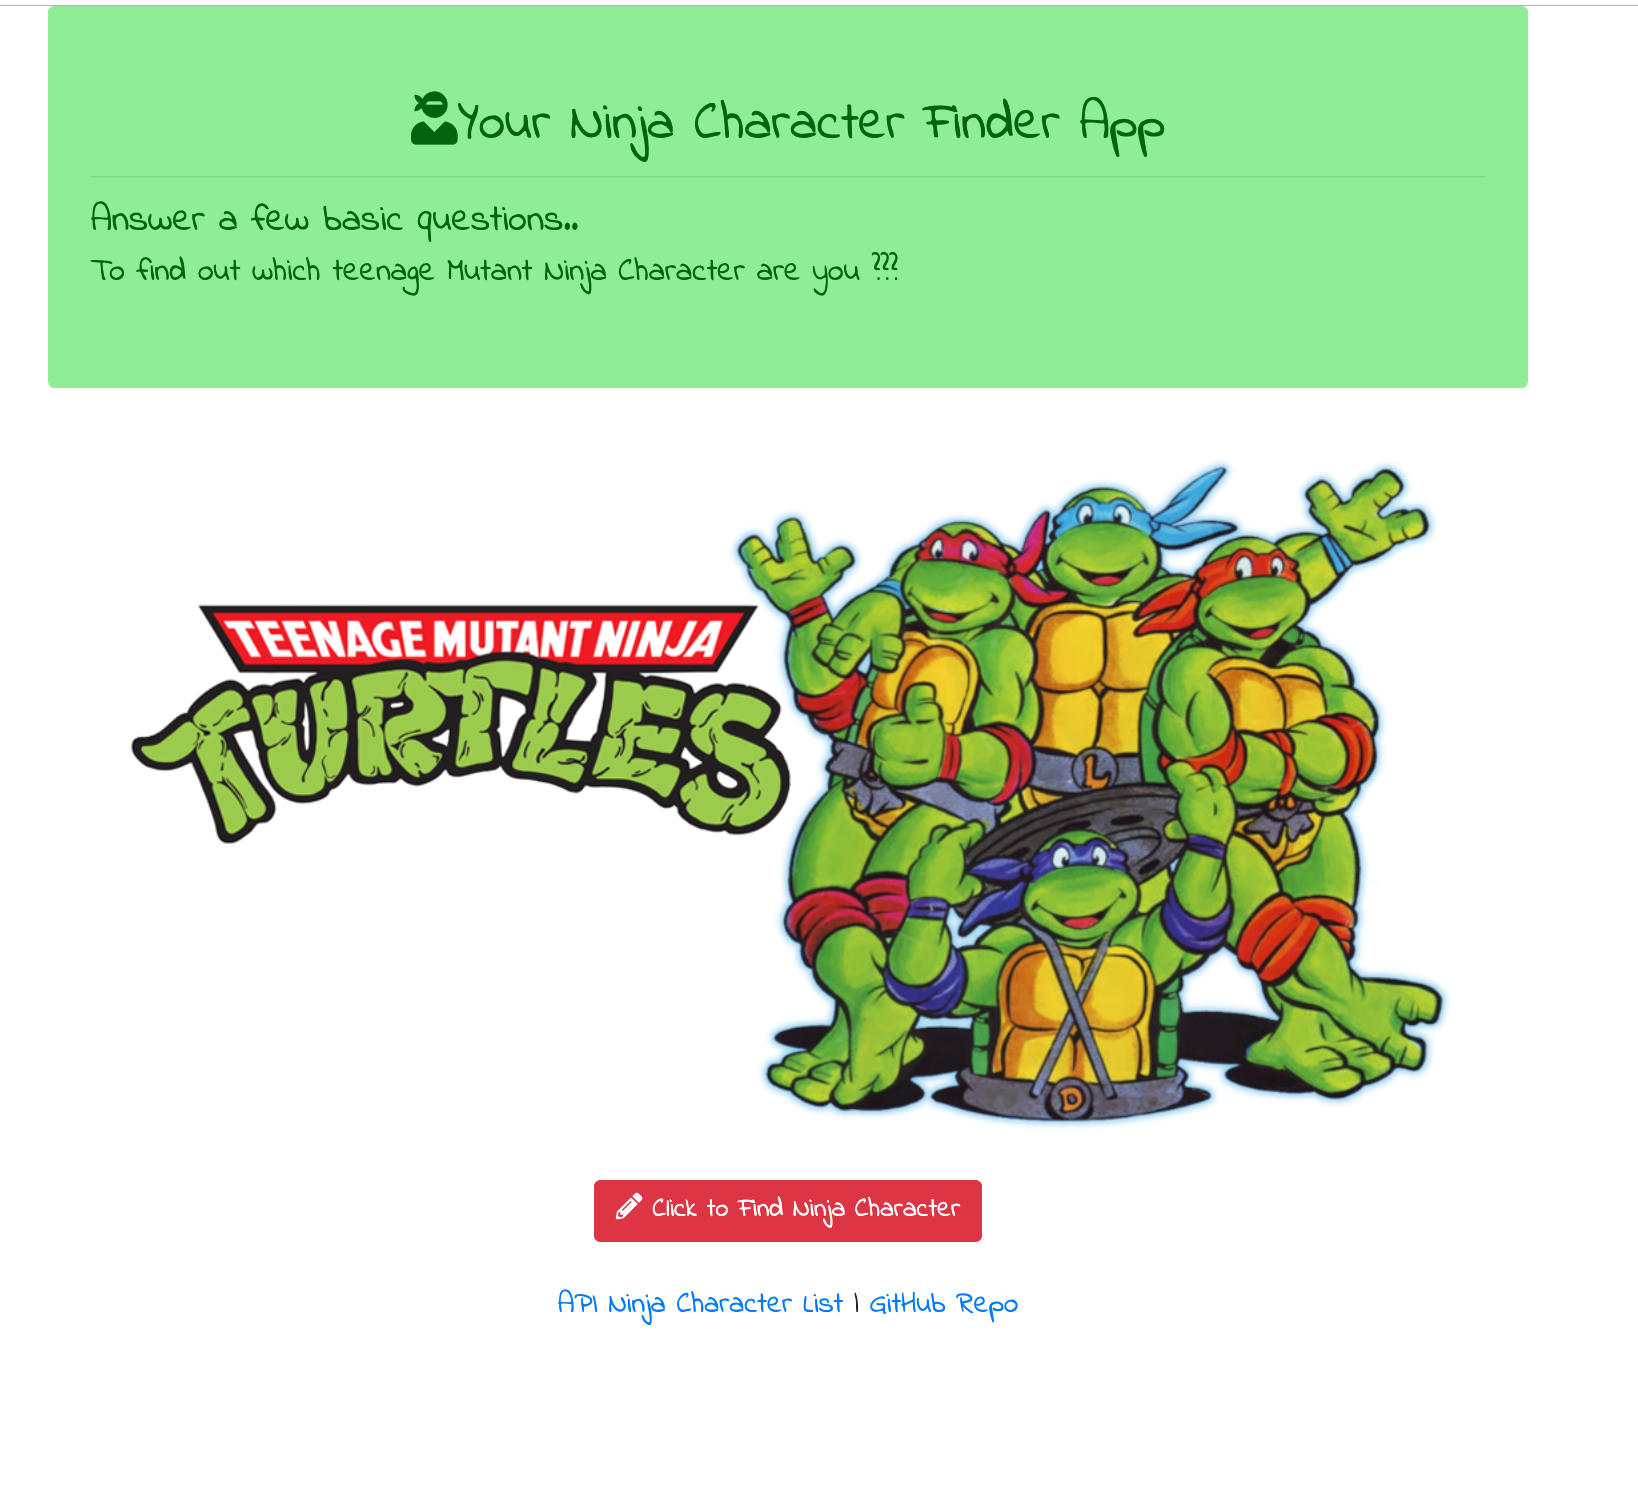 Your Ninja Character Finder App
Answer a few basic questions..
To find out which teenage Mutant Ninja Character are you ???
TEENAGE MUTANT NINJA
TURTLES
L
D
Click to Find Ninja Character
API Ninja Character List | GitHub Repo